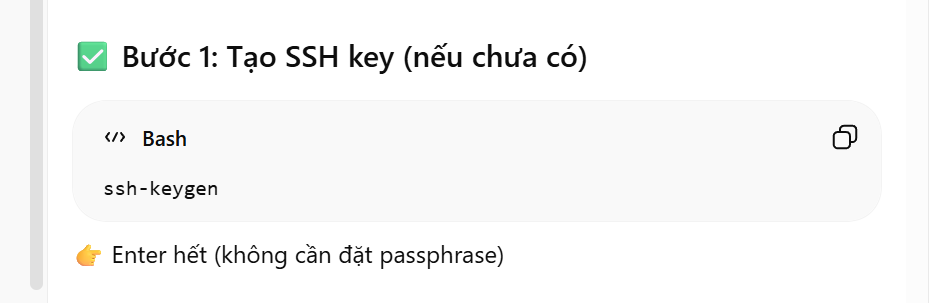 ✅ Bước 1: Tạo SSH key (nếu chưa có)
</> Bash
ssh-keygen
👉 Enter hết (không cần đặt passphrase)